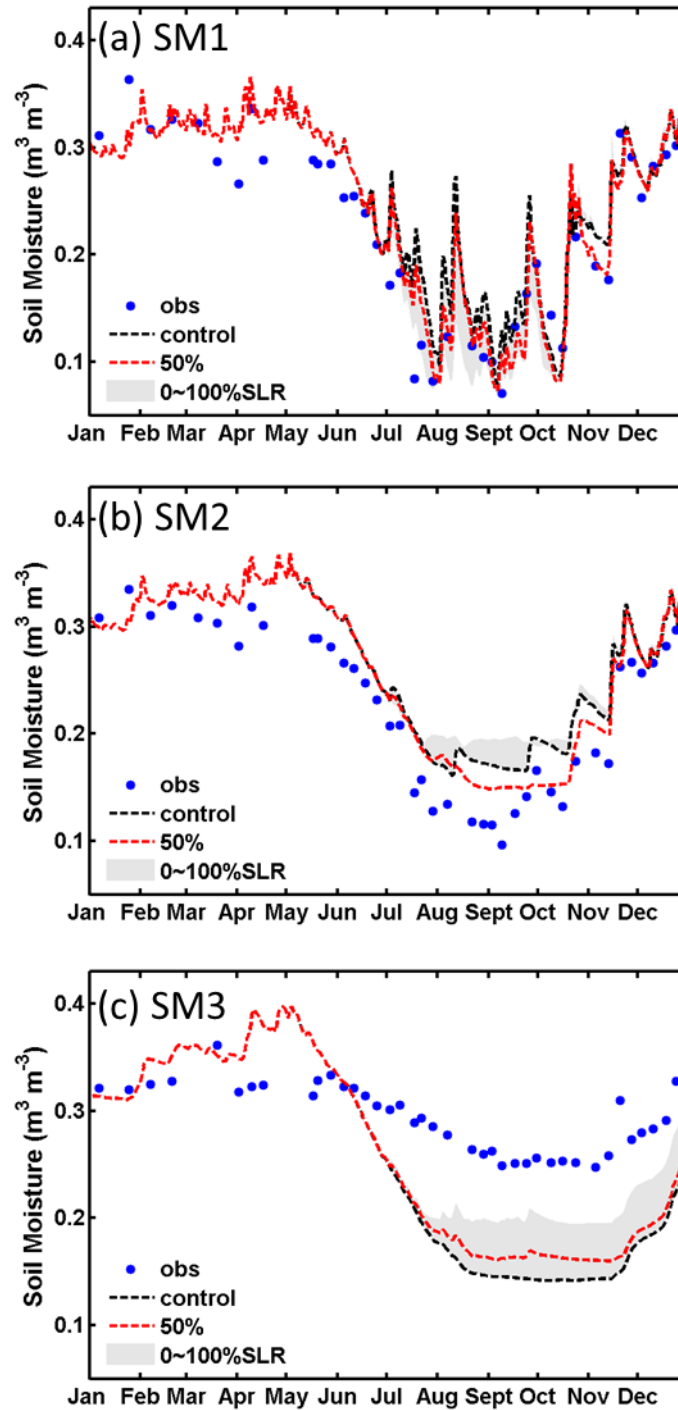 (a) SM1
0.4
0.3
0.2
0.1
Soil Moisture (m³ m⁻³)
obs
control
50%
0~100%SLR
Jan Feb Mar Apr May Jun Jul Aug Sept Oct Nov Dec
(b) SM2
0.4
0.3
0.2
0.1
Soil Moisture (m³ m⁻³)
obs
control
50%
0~100%SLR
Jan Feb Mar Apr May Jun Jul Aug Sept Oct Nov Dec
(c) SM3
0.4
0.3
0.2
0.1
Soil Moisture (m³ m⁻³)
obs
control
50%
0~100%SLR
Jan Feb Mar Apr May Jun Jul Aug Sept Oct Nov Dec